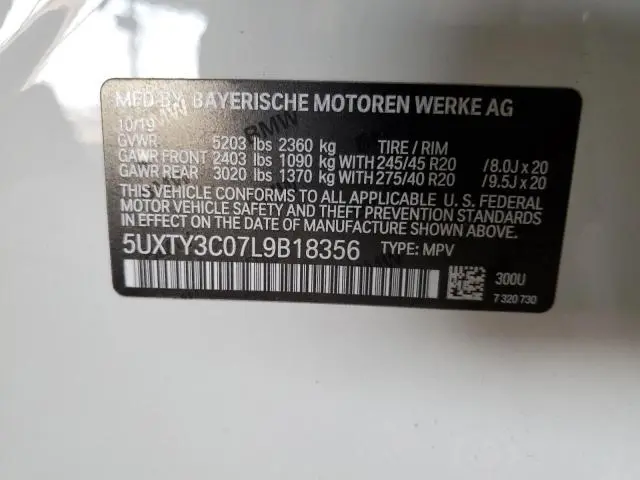 MFD BY BAYERISCHE MOTOREN WERKE AG
10/19
GVWR 5203 lbs 2360 kg TIRE / RIM
GAWR FRONT 2403 lbs 1090 kg WITH 245/45 R20 /8.0J x 20
GAWR REAR 3020 lbs 1370 kg WITH 275/40 R20 /9.5J x 20
THIS VEHICLE CONFORMS TO ALL APPLICABLE U. S. FEDERAL
MOTOR VEHICLE SAFETY AND THEFT PREVENTION STANDARDS
IN EFFECT ON THE DATE OF MANUFACTURE SHOWN ABOVE.
5UXTY3C07L9B18356 TYPE: MPV
300U
7 320 730